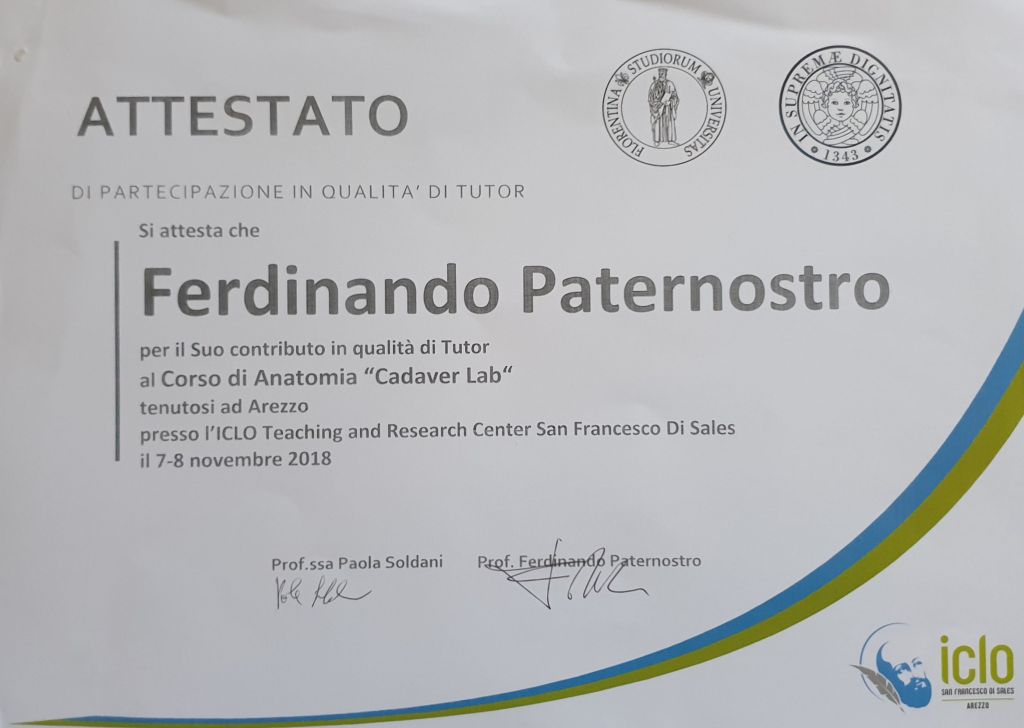 FLORENTINA STUDIORUM UNIVERSITAS
IN SUPREMÆ DIGNITATIS
1343
ATTESTATO
DI PARTECIPAZIONE IN QUALITA’ DI TUTOR
Si attesta che
Ferdinando Paternostro
per il Suo contributo in qualità di Tutor
al Corso di Anatomia “Cadaver Lab“
tenutosi ad Arezzo
presso l’ICLO Teaching and Research Center San Francesco Di Sales
il 7-8 novembre 2018
Prof.ssa Paola Soldani
Prof. Ferdinando Paternostro
iclo
SAN FRANCESCO DI SALES
AREZZO